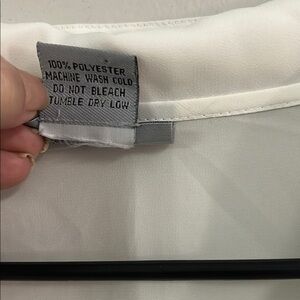 100% POLYESTER
MACHINE WASH COLD
DO NOT BLEACH
TUMBLE DRY LOW